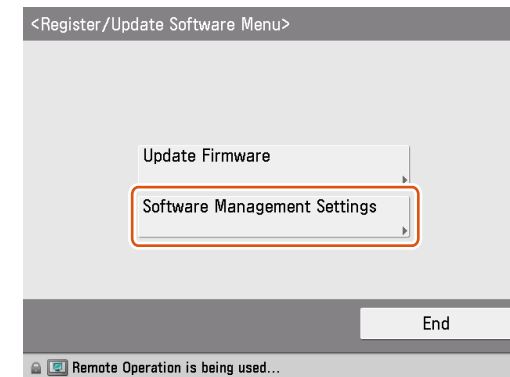 <Register/Update Software Menu>
Update Firmware
Software Management Settings
End
Remote Operation is being used...